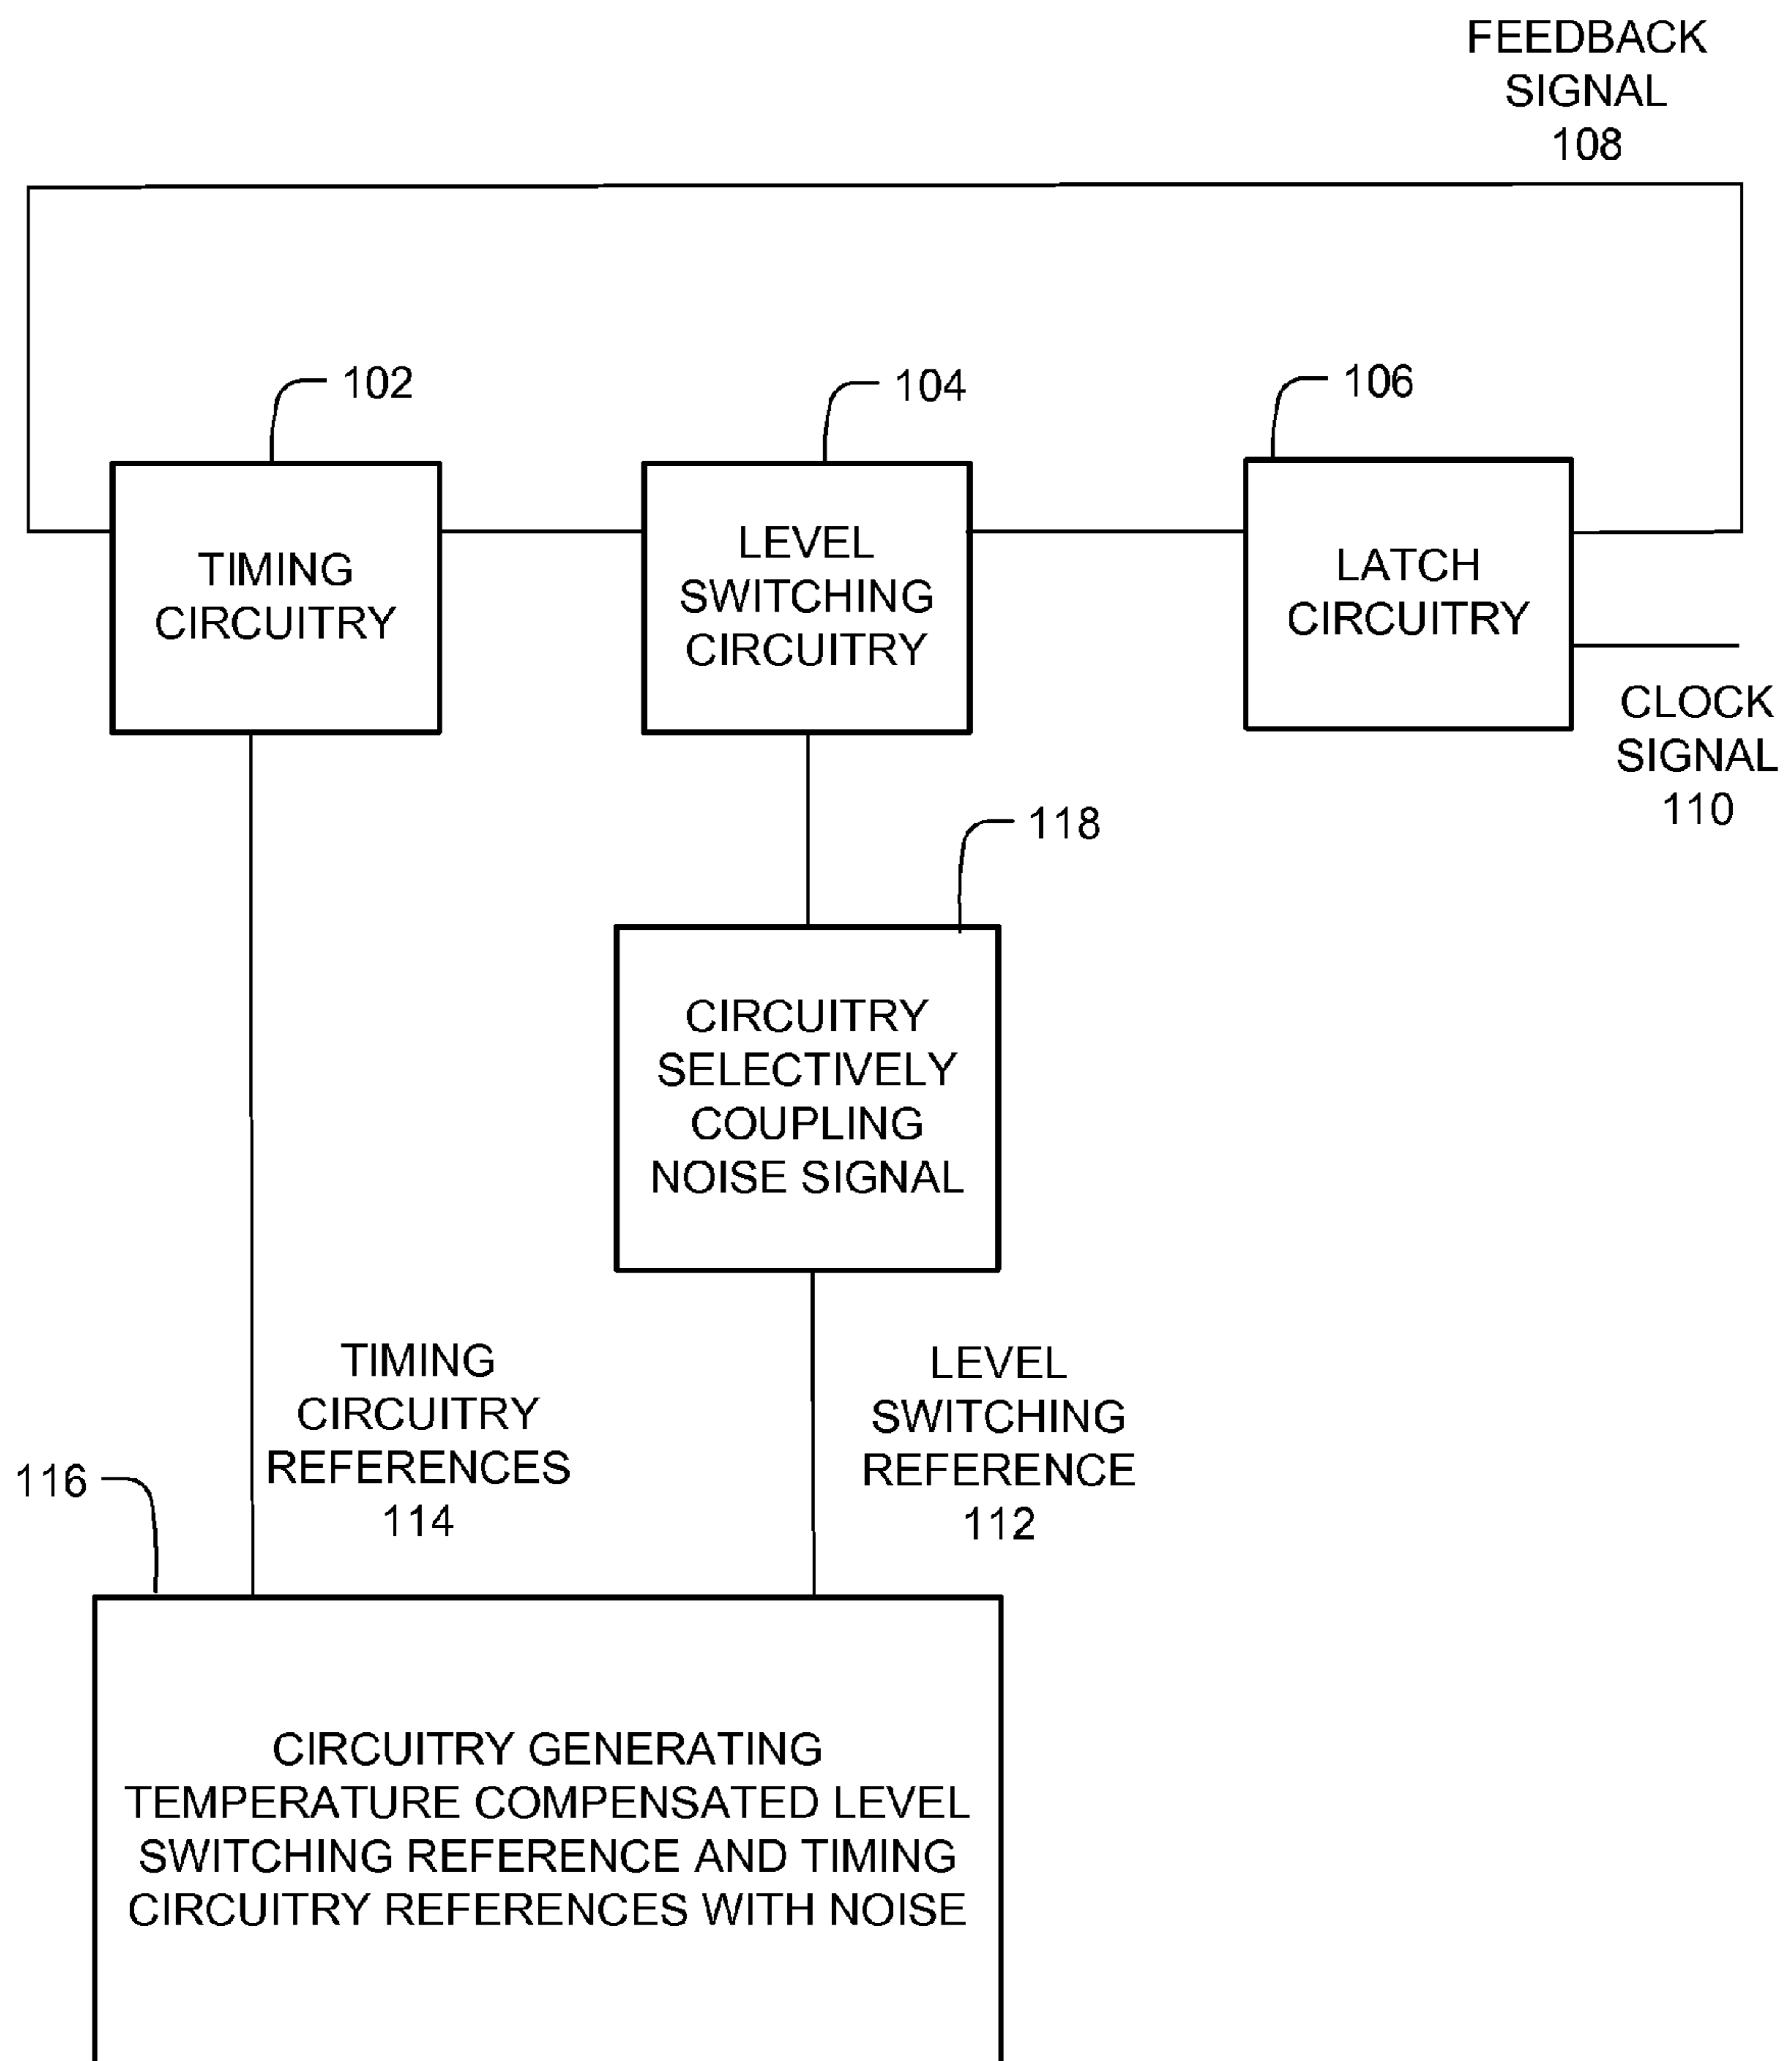 FEEDBACK
SIGNAL
108
102
104
106
TIMING
CIRCUITRY
LEVEL
SWITCHING
CIRCUITRY
LATCH
CIRCUITRY
CLOCK
SIGNAL
110
118
CIRCUITRY
SELECTIVELY
COUPLING
NOISE SIGNAL
TIMING
CIRCUITRY
REFERENCES
114
LEVEL
SWITCHING
REFERENCE
112
116
CIRCUITRY GENERATING
TEMPERATURE COMPENSATED LEVEL
SWITCHING REFERENCE AND TIMING
CIRCUITRY REFERENCES WITH NOISE